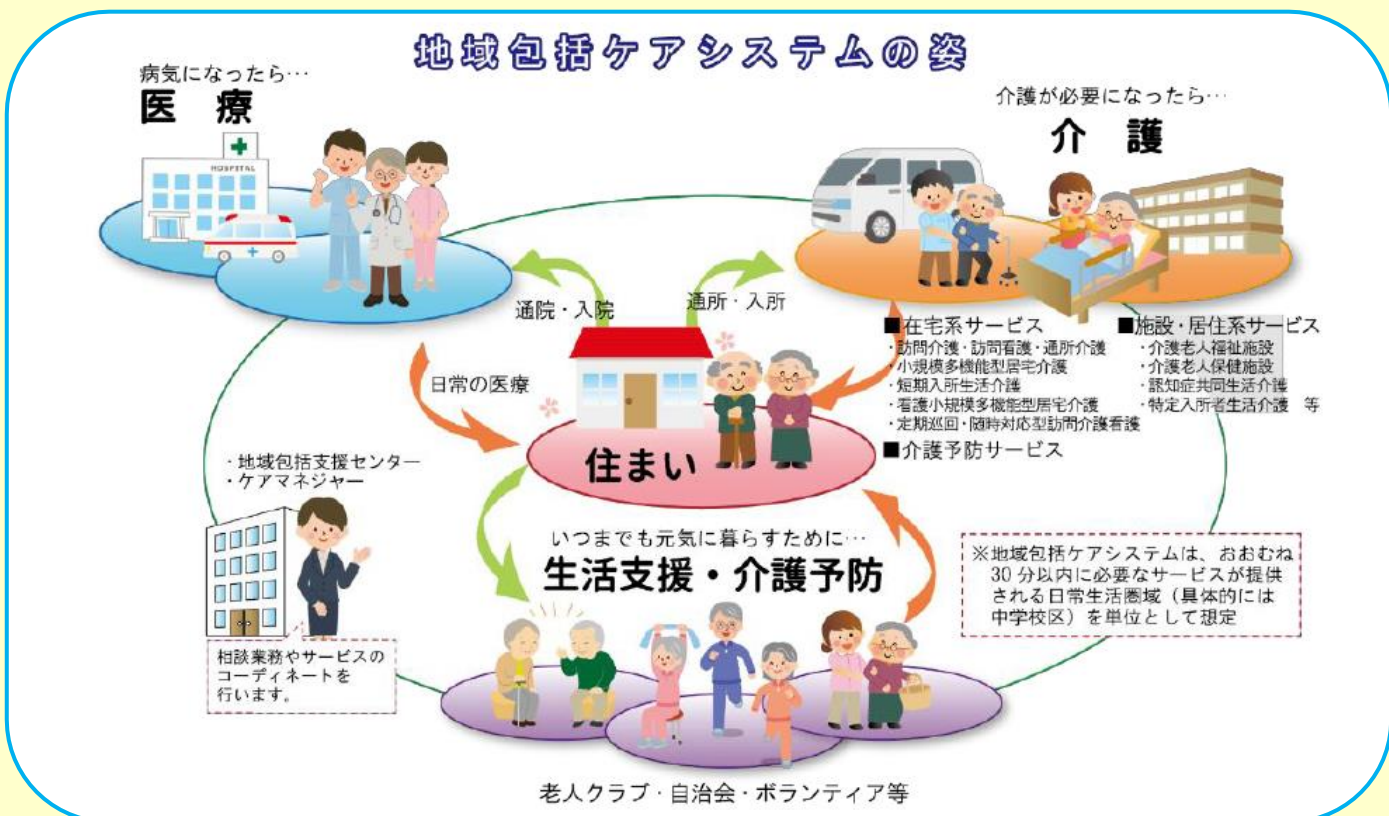 地域包括ケアシステムの姿
病気になったら…
医 療
HOSPITAL
介護が必要になったら…
介 護
通院・入院
通所・入所
日常の医療
住まい
■在宅系サービス
・訪問介護・訪問看護・通所介護
・小規模多機能型居宅介護
・短期入所生活介護
・看護小規模多機能型居宅介護
・定期巡回・随時対応型訪問介護看護
■介護予防サービス
■施設・居住系サービス
・介護老人福祉施設
・介護老人保健施設
・認知症共同生活介護
・特定入所者生活介護 等
・地域包括支援センター
・ケアマネジャー
相談業務やサービスの
コーディネートを
行います。
いつまでも元気に暮らすために…
生活支援・介護予防
※地域包括ケアシステムは、おおむね
30 分以内に必要なサービスが提供
される日常生活圏域（具体的には
中学校区）を単位として想定
老人クラブ・自治会・ボランティア等